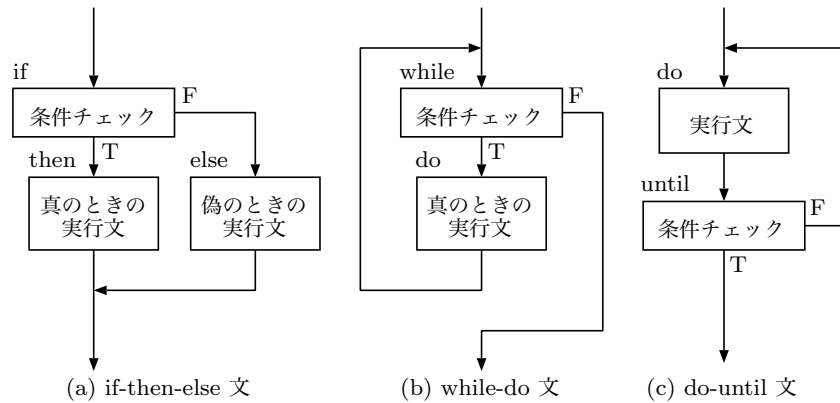 if
条件チェック
F
T
then
else
真のときの
実行文
偽のときの
実行文
(a) if-then-else 文
while
条件チェック
F
T
do
真のときの
実行文
(b) while-do 文
do
実行文
until
条件チェック
F
T
(c) do-until 文